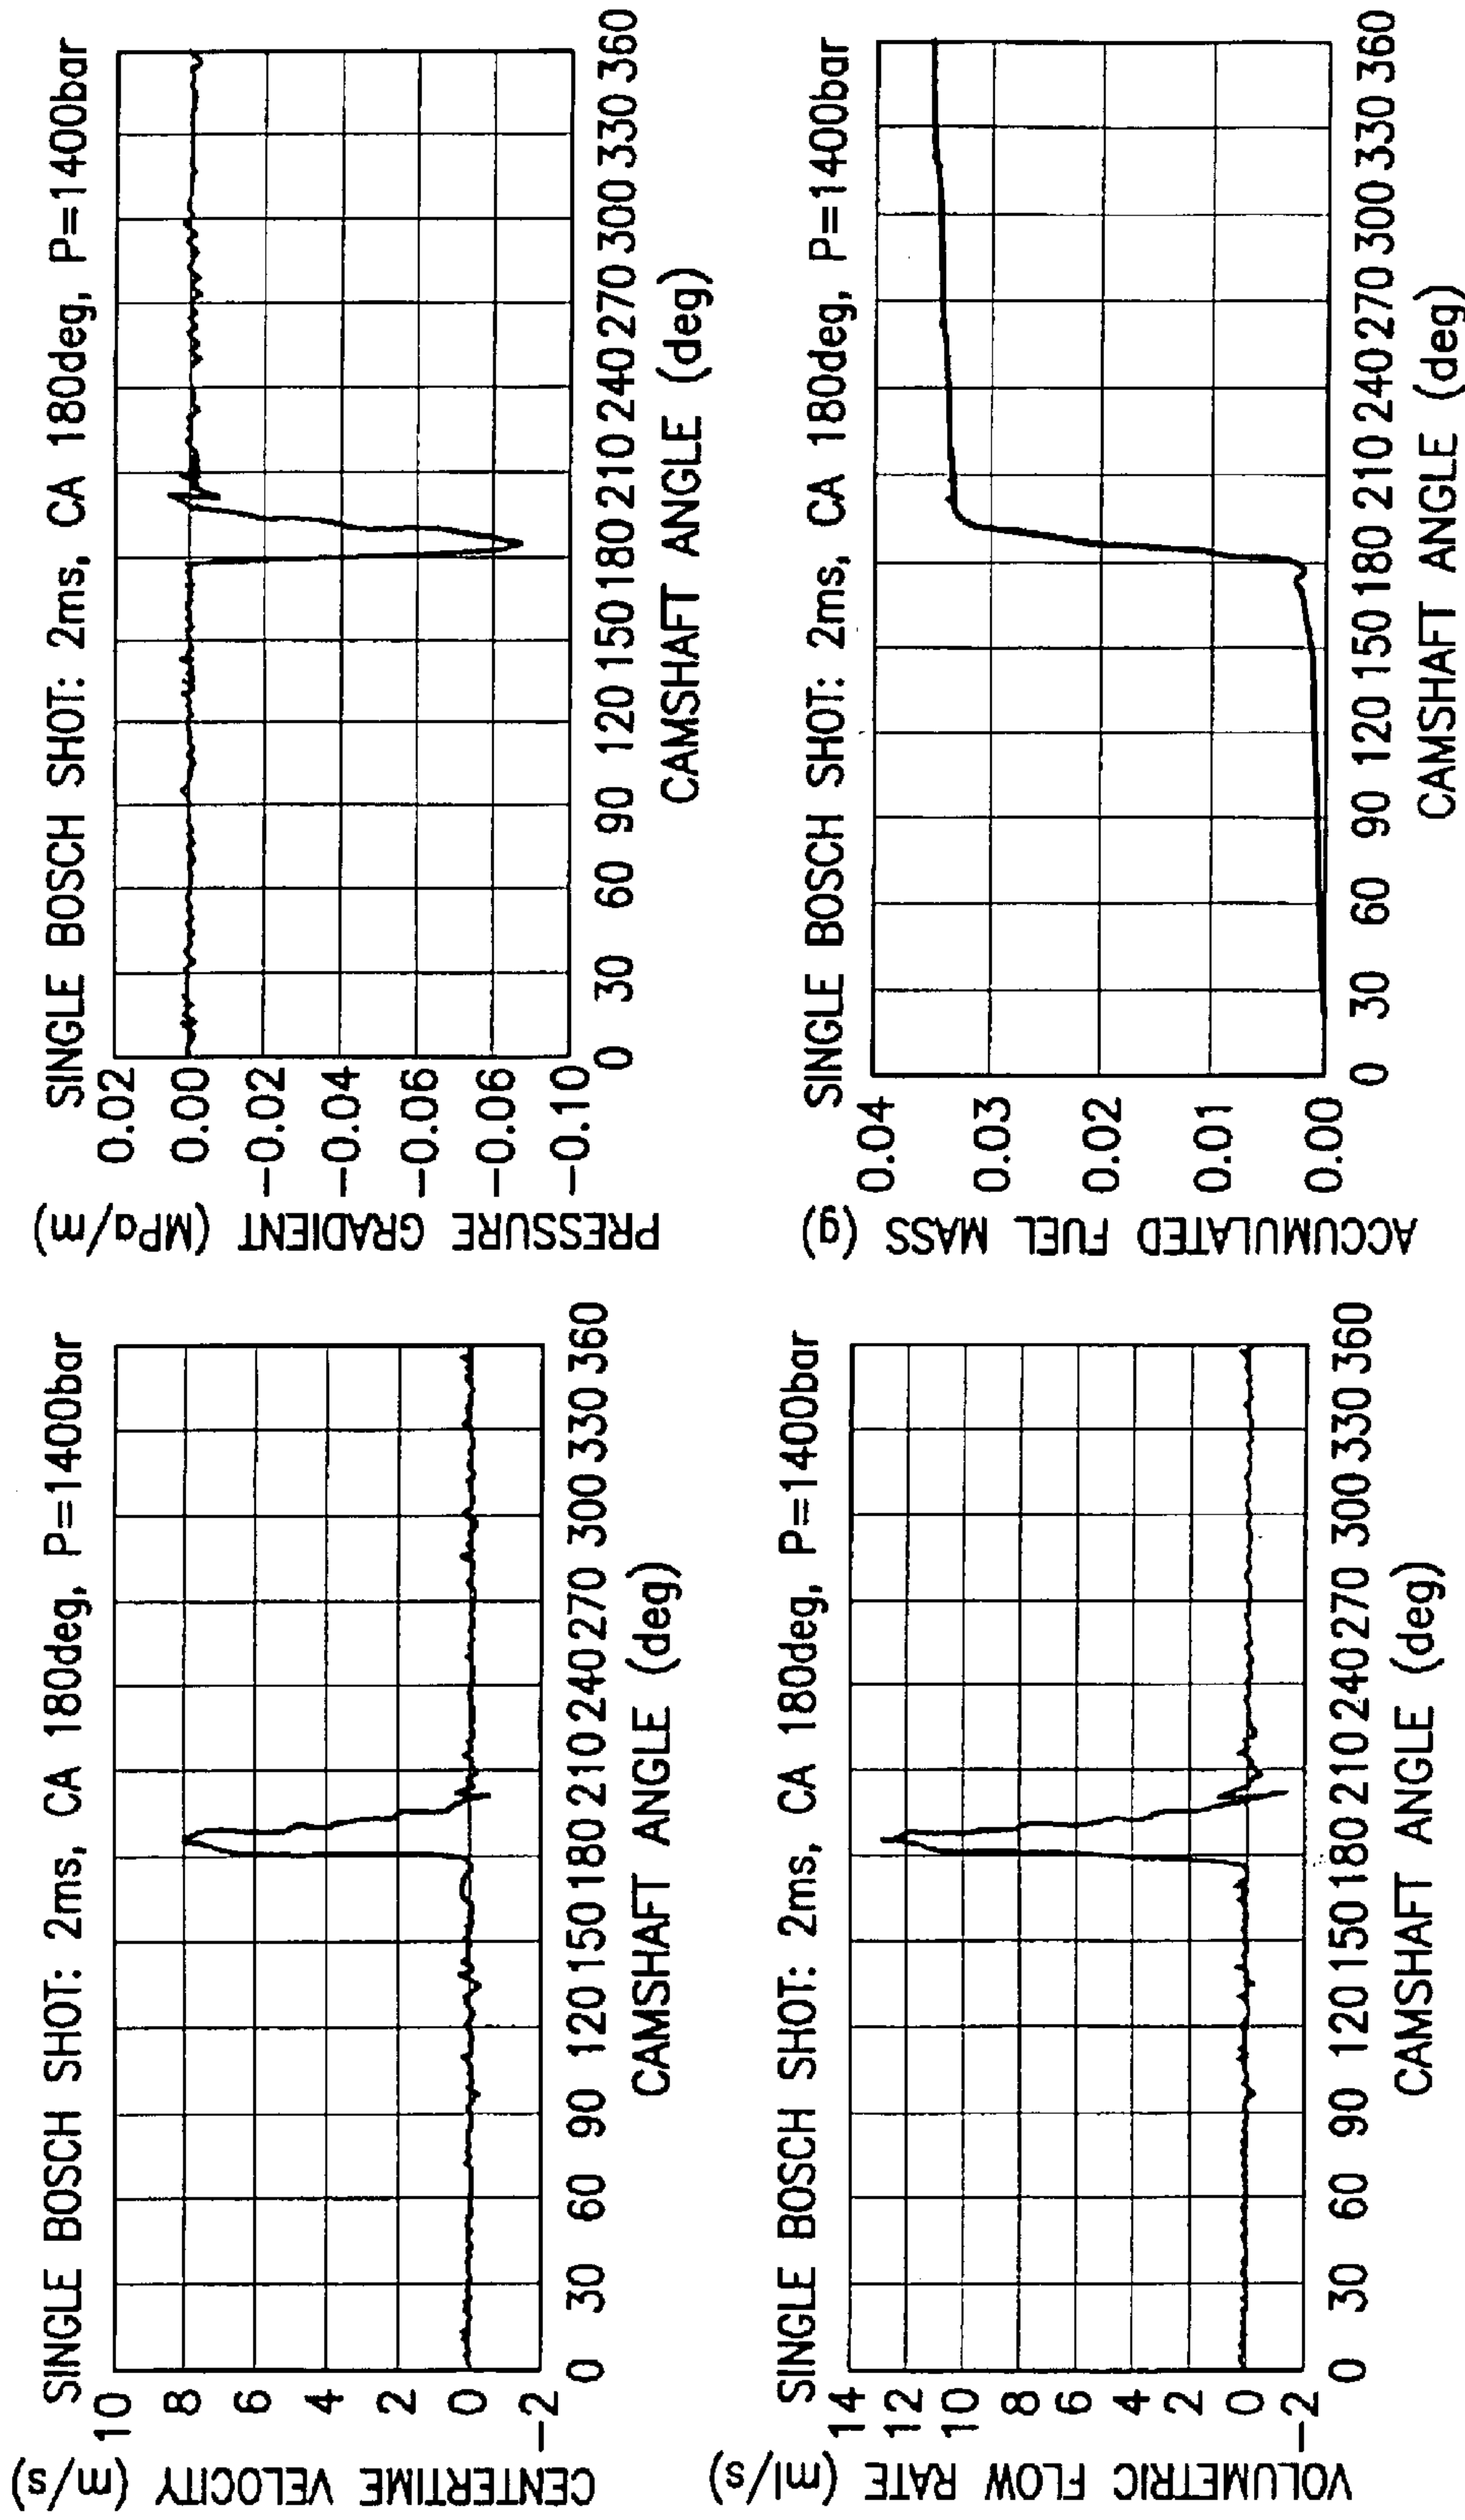 SINGLE BOSCH SHOT: 2ms, CA 180deg, P=1400bar
CENTERTIME VELOCITY (m/s)
10
8
6
4
2
0
-2
0 30 60 90 120 150 180 210 240 270 300 330 360
CAMSHAFT ANGLE (deg)
SINGLE BOSCH SHOT: 2ms, CA 180deg, P=1400bar
PRESSURE GRADIENT (MPa/m)
0.02
0.00
-0.02
-0.04
-0.06
-0.06
-0.10
0 30 60 90 120 150 180 210 240 270 300 330 360
CAMSHAFT ANGLE (deg)
SINGLE BOSCH SHOT: 2ms, CA 180deg, P=1400bar
VOLUMETRIC FLOW RATE (ml/s)
14
12
10
8
6
4
2
0
-2
0 30 60 90 120 150 180 210 240 270 300 330 360
CAMSHAFT ANGLE (deg)
SINGLE BOSCH SHOT: 2ms, CA 180deg, P=1400bar
ACCUMULATED FUEL MASS (g)
0.04
0.03
0.02
0.01
0.00
0 30 60 90 120 150 180 210 240 270 300 330 360
CAMSHAFT ANGLE (deg)